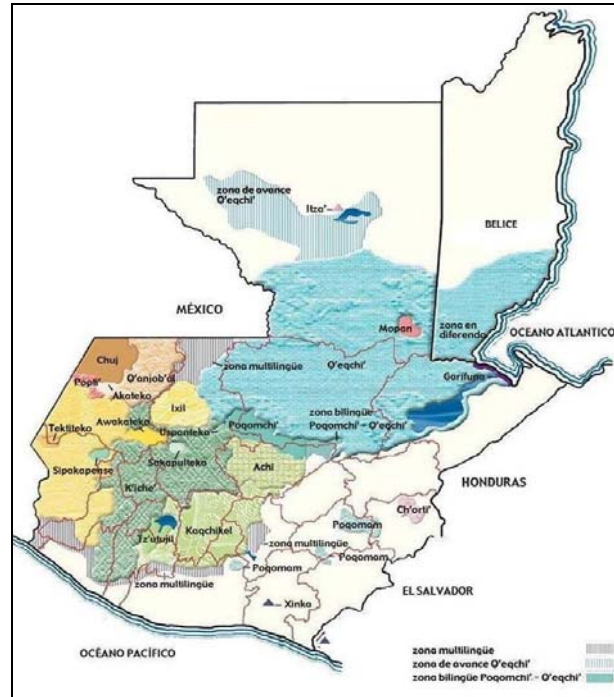 zona de avance
Q'eqchi'
Itza'
BELICE
MÉXICO
Mopan
zona en
diferendo
OCEANO ATLANTICO
Chuj
zona multilingüe
Q'eqchi'
Q'anjob'al
Garífuna
Popti'
Akateko
Ixil
Awakateko
Uspanteko
Poqomchi'
zona bilingüe
Poqomchi' - Q'eqchi'
Tektiteko
Sipakapense
Sakapulteko
Achi
K'iche'
HONDURAS
Ch'orti'
Poqomam
Tz'utujil
Kaqchikel
zona multilingüe
Poqomam
Poqomam
zona multilingüe
EL SALVADOR
Xinka
OCÉANO PACÍFICO
zona multilingüe
zona de avance Q'eqchi'
zona bilingüe Poqomchi' - Q'eqchi'